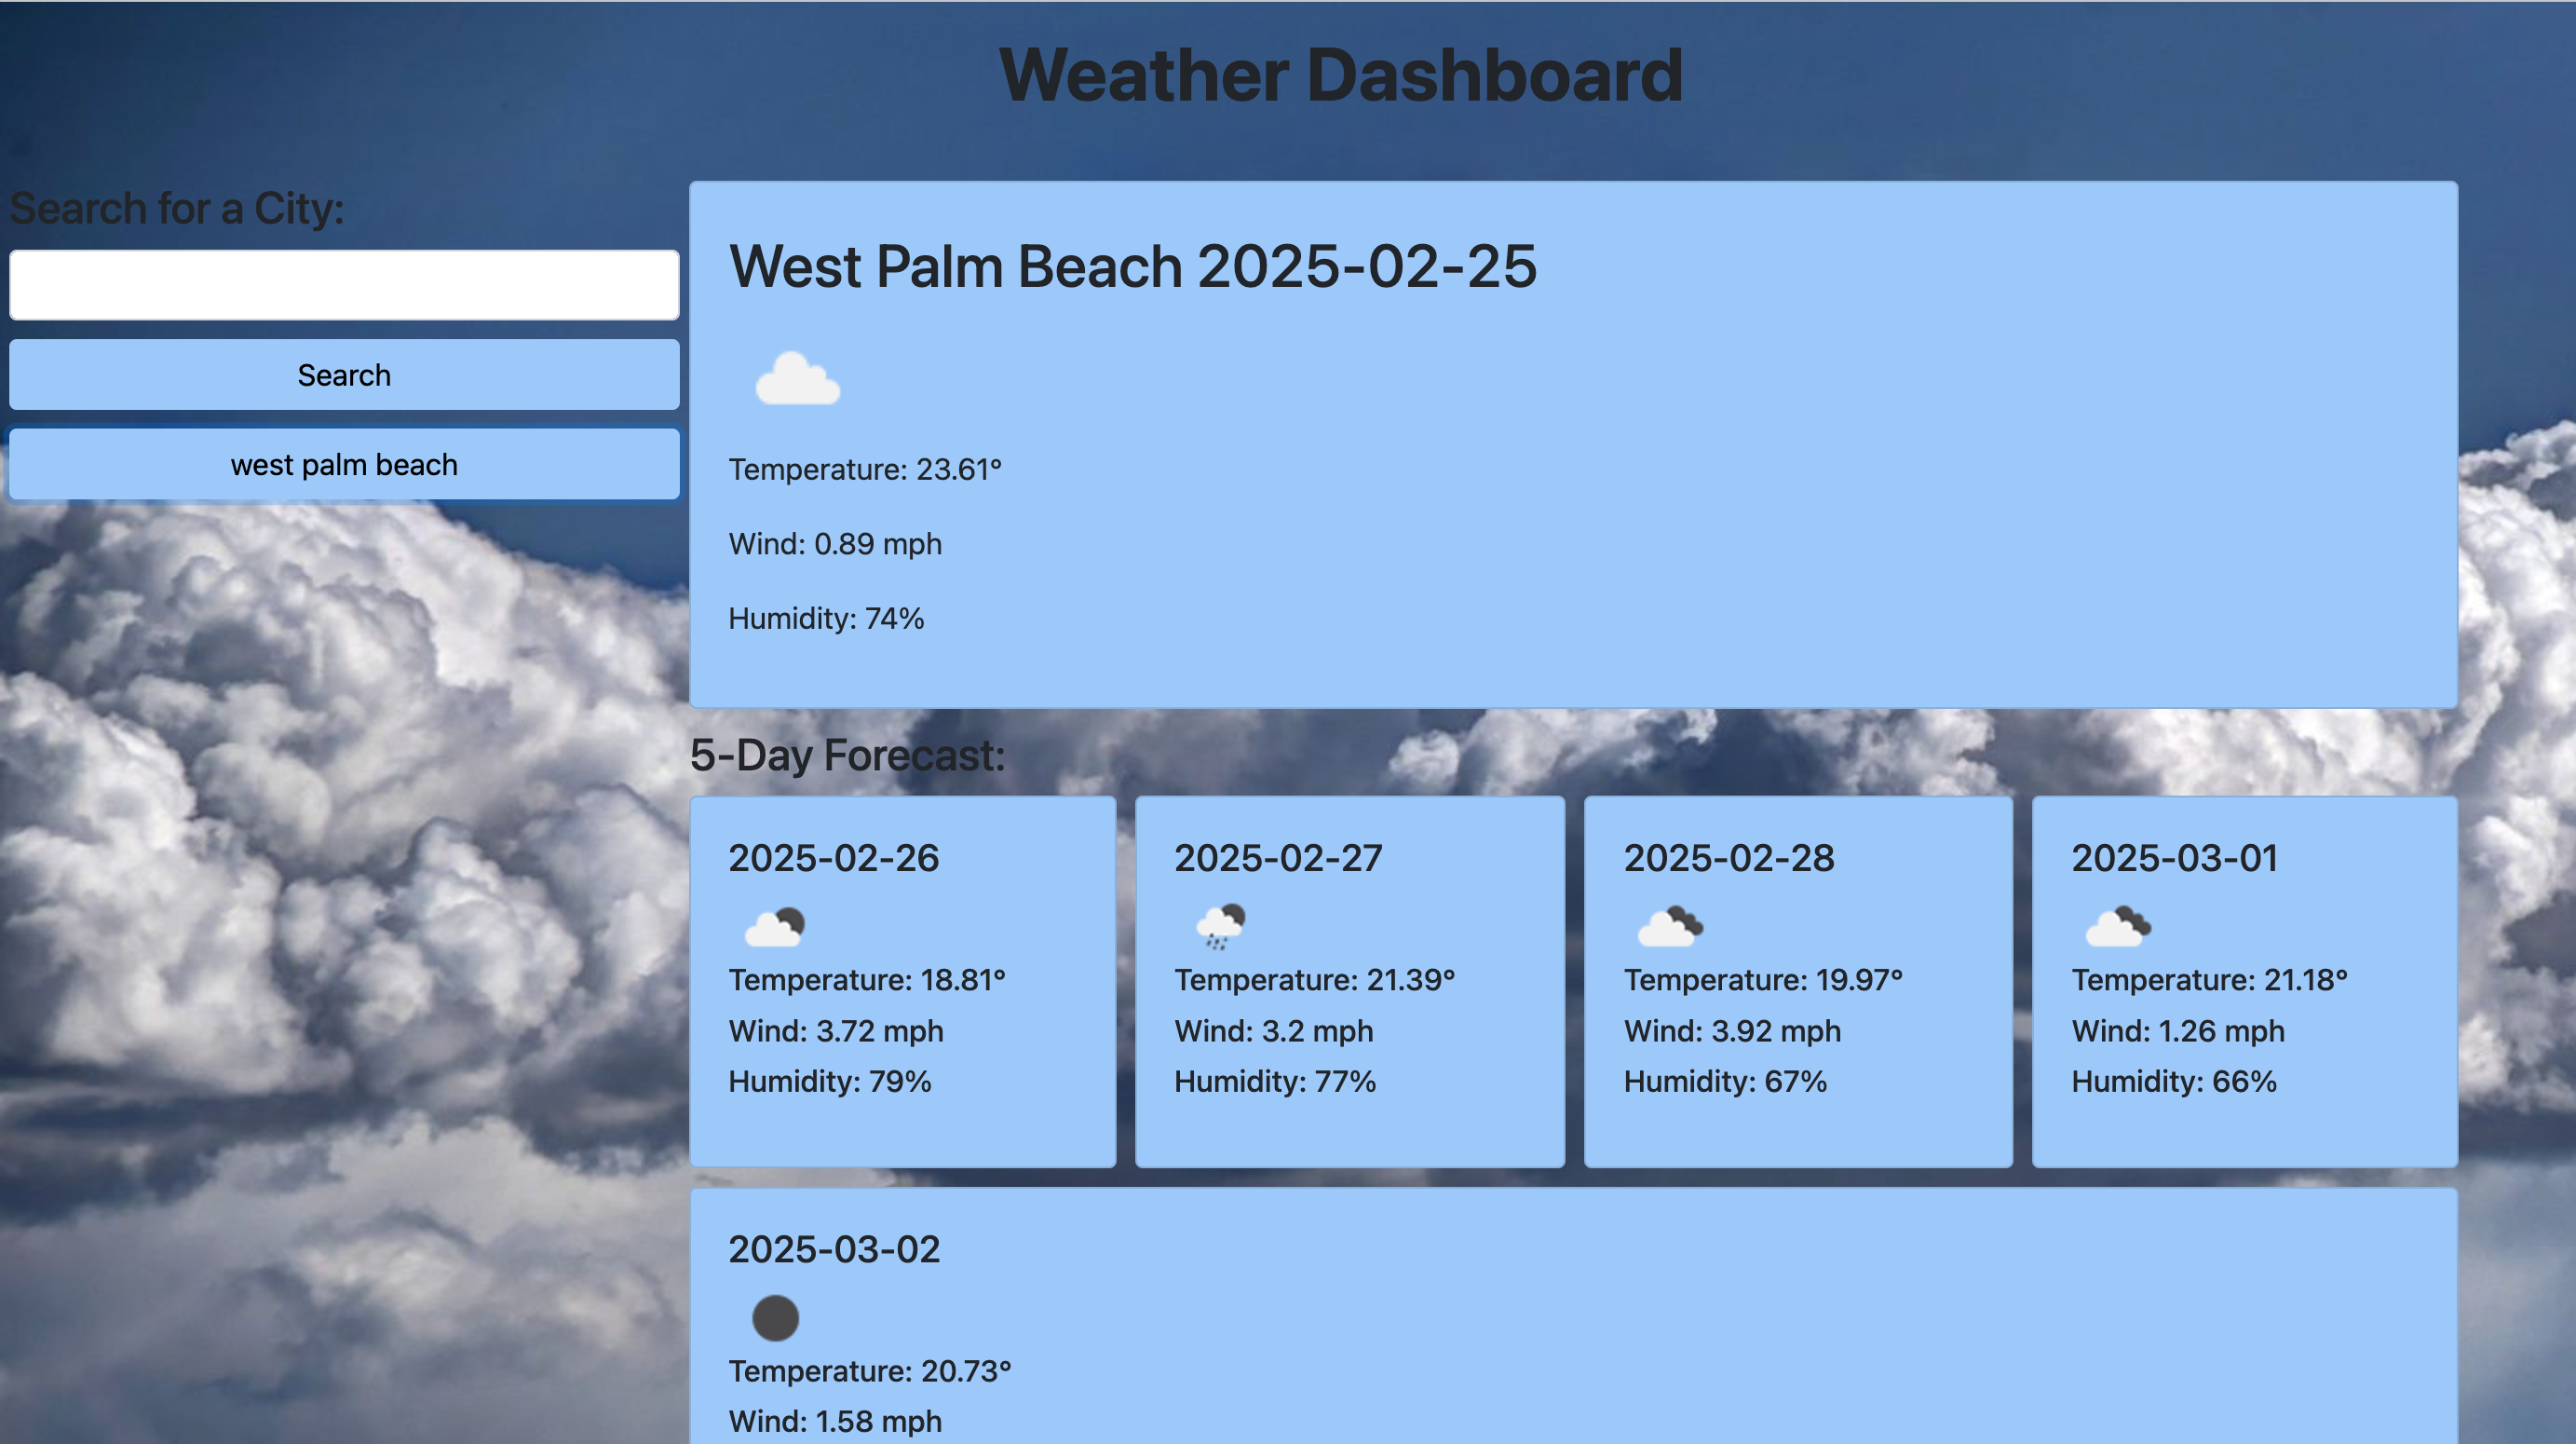 Weather Dashboard
Search for a City:
Search
west palm beach
West Palm Beach 2025-02-25
Temperature: 23.61°
Wind: 0.89 mph
Humidity: 74%
5-Day Forecast:
2025-02-26
Temperature: 18.81°
Wind: 3.72 mph
Humidity: 79%
2025-02-27
Temperature: 21.39°
Wind: 3.2 mph
Humidity: 77%
2025-02-28
Temperature: 19.97°
Wind: 3.92 mph
Humidity: 67%
2025-03-01
Temperature: 21.18°
Wind: 1.26 mph
Humidity: 66%
2025-03-02
Temperature: 20.73°
Wind: 1.58 mph